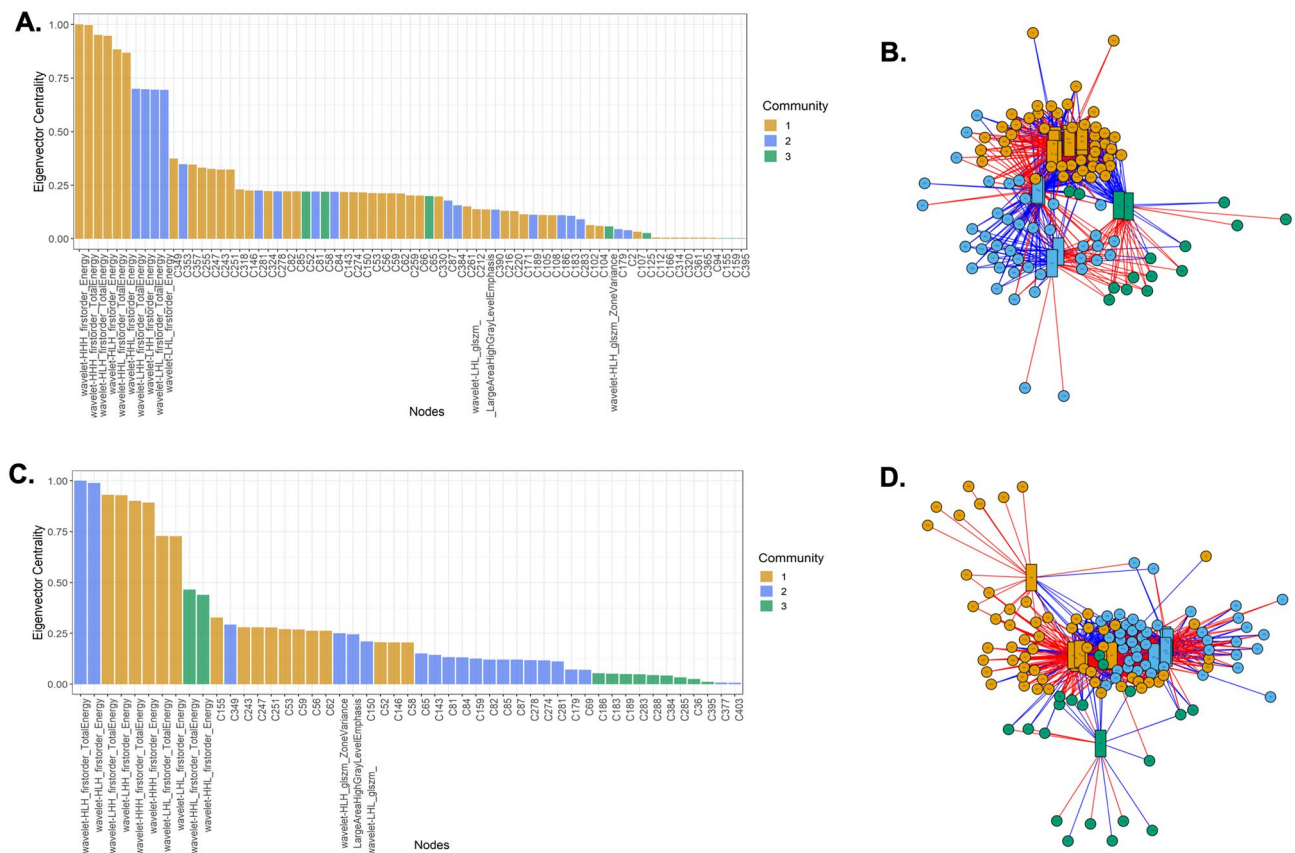 A.
B.
1.00
0.75
0.50
0.25
0.00
Eigenvector Centrality
Community
1
2
3
wavelet-HHH_firstorder_Energy
wavelet-HHH_firstorder_TotalEnergy
wavelet-HLH_firstorder_TotalEnergy
wavelet-HLH_firstorder_Energy
wavelet-HHL_firstorder_TotalEnergy
wavelet-HHL_firstorder_Energy
wavelet-LHH_firstorder_TotalEnergy
wavelet-LHH_firstorder_Energy
wavelet-LHL_firstorder_TotalEnergy
wavelet-LHL_firstorder_Energy
C349
C353
C357
C255
C247
C243
C251
C318
C146
C281
C324
C278
C82
C85
C52
C81
C58
C84
C143
C274
C150
C53
C56
C59
C62
C259
C66
C65
C330
C87
C384
C261
C212
wavelet-LHL_glszm_
_LargeAreaHighGrayLevelEmphasis
C390
C216
C220
C171
C189
C105
C108
C186
C183
C283
C102
C104
wavelet-HLH_glszm_ZoneVariance
C179
C22
C107
C125
C112
C166
C314
C320
C361
C365
C94
C155
C159
C395
Nodes
C.
D.
1.00
0.75
0.50
0.25
0.00
Eigenvector Centrality
Community
1
2
3
wavelet-HLH_firstorder_TotalEnergy
wavelet-HLH_firstorder_Energy
wavelet-LHH_firstorder_TotalEnergy
wavelet-LHH_firstorder_Energy
wavelet-HHH_firstorder_TotalEnergy
wavelet-HHH_firstorder_Energy
wavelet-LHL_firstorder_TotalEnergy
wavelet-LHL_firstorder_Energy
wavelet-HHL_firstorder_TotalEnergy
wavelet-HHL_firstorder_Energy
C155
C349
C243
C247
C251
C53
C59
C56
C62
wavelet-HLH_glszm_ZoneVariance
LargeAreaHighGrayLevelEmphasis
wavelet-LHL_glszm_
C150
C52
C146
C58
C65
C143
C81
C84
C159
C82
C85
C87
C278
C274
C281
C179
C69
C186
C183
C189
C283
C288
C384
C285
C36
C395
C377
C403
Nodes